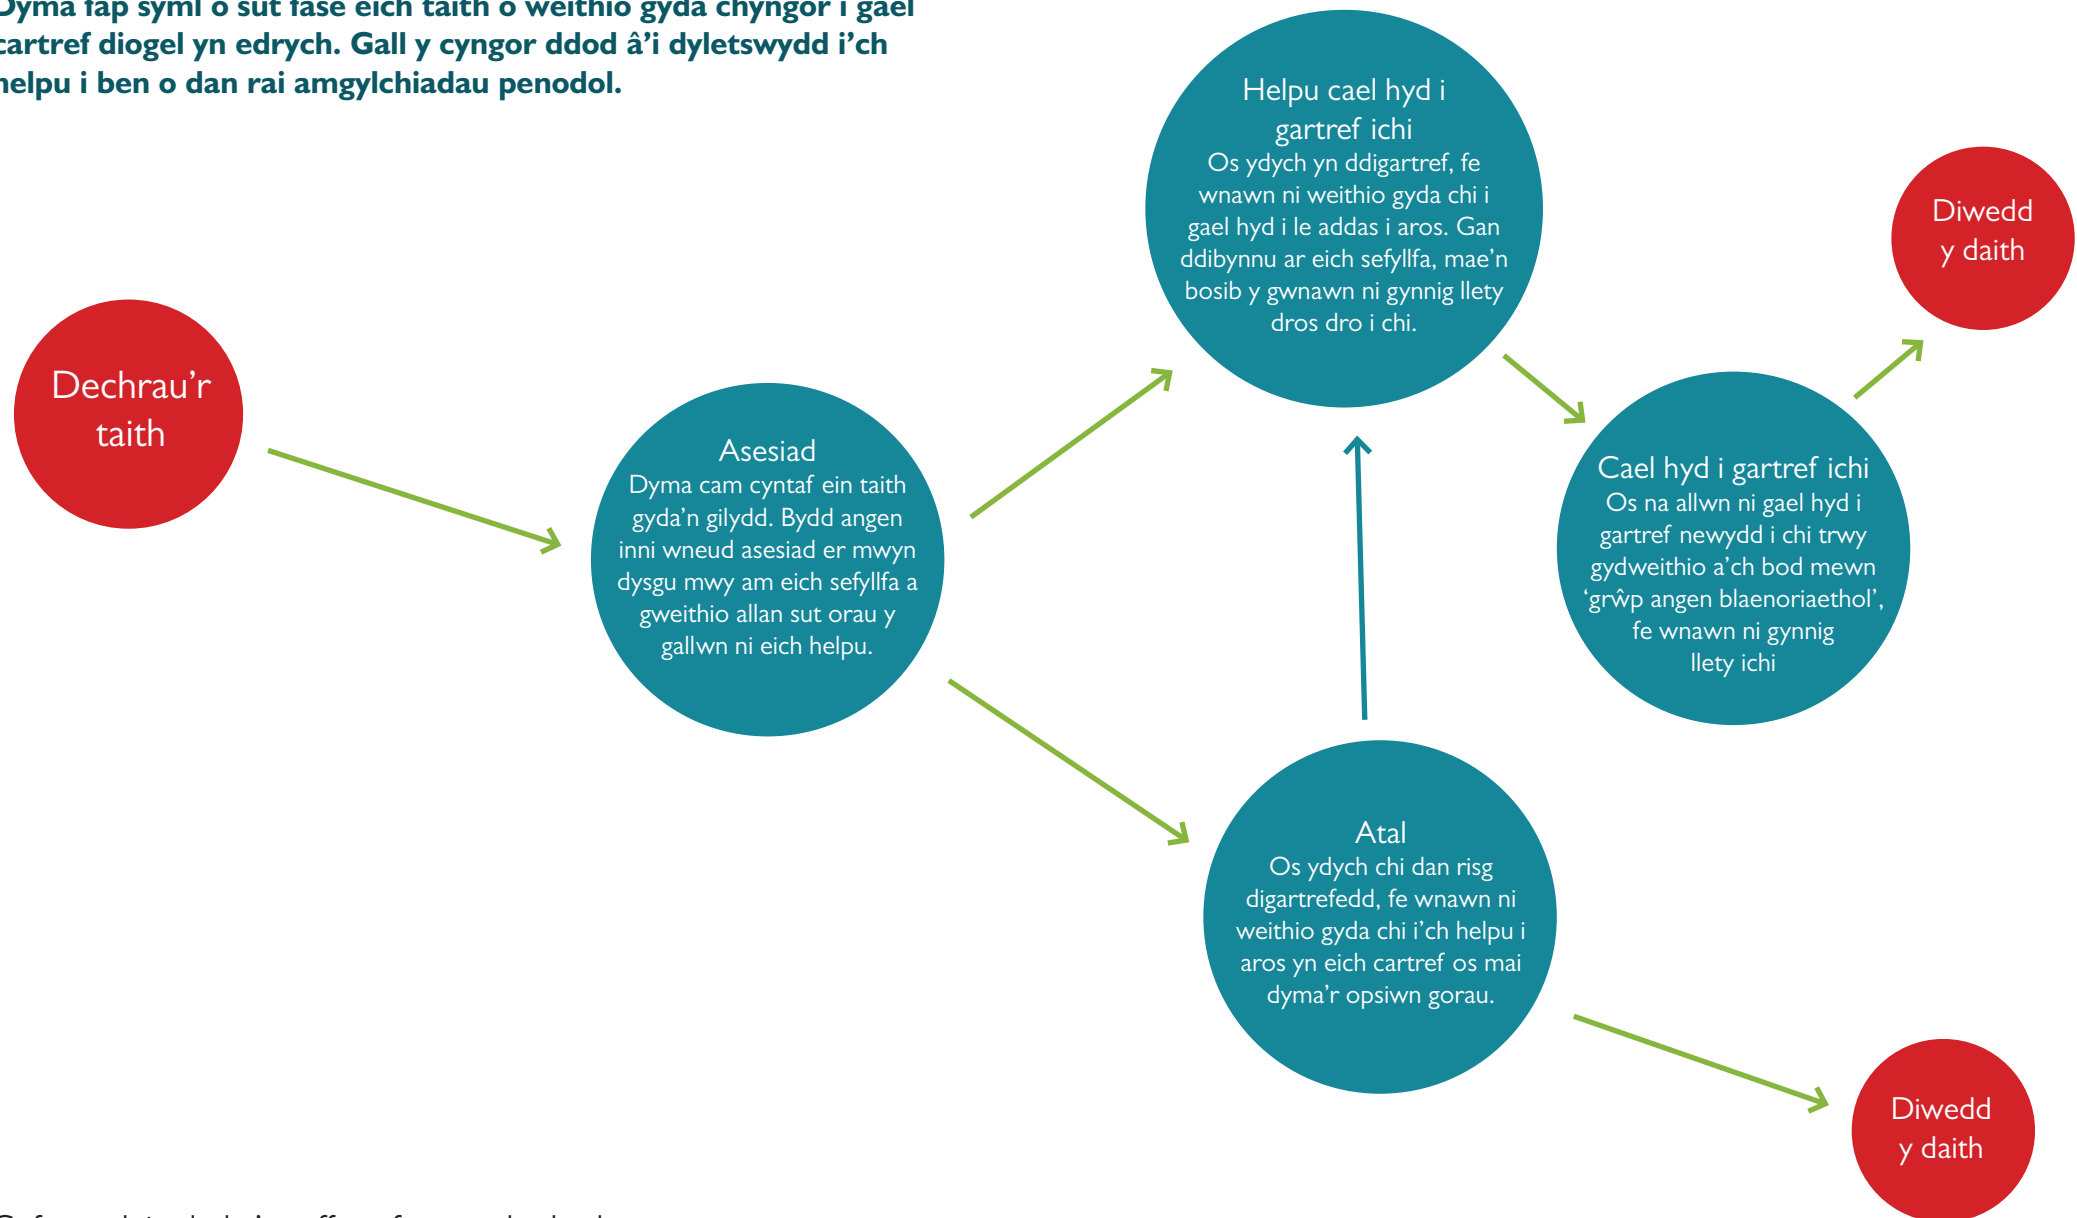 Dyma fap syml o sut fase eich taith o weithio gyda chyngor i gael
cartref diogel yn edrych. Gall y cyngor ddod â’i dyletswydd i’ch
helpu i ben o dan rai amgylchiadau penodol.
Dechrau’r
taith
Asesiad
Dyma cam cyntaf ein taith
gyda’n gilydd. Bydd angen
inni wneud asesiad er mwyn
dysgu mwy am eich sefyllfa a
gweithio allan sut orau y
gallwn ni eich helpu.
Helpu cael hyd i
gartref ichi
Os ydych yn ddigartref, fe
wnawn ni weithio gyda chi i
gael hyd i le addas i aros. Gan
ddibynnu ar eich sefyllfa, mae’n
bosib y gwnawn ni gynnig llety
dros dro i chi.
Cael hyd i gartref ichi
Os na allwn ni gael hyd i
gartref newydd i chi trwy
gydweithio a’ch bod mewn
‘grŵp angen blaenoriaethol’,
fe wnawn ni gynnig
llety ichi
Diwedd
y daith
Atal
Os ydych chi dan risg
digartrefedd, fe wnawn ni
weithio gyda chi i’ch helpu i
aros yn eich cartref os mai
dyma’r opsiwn gorau.
Diwedd
y daith